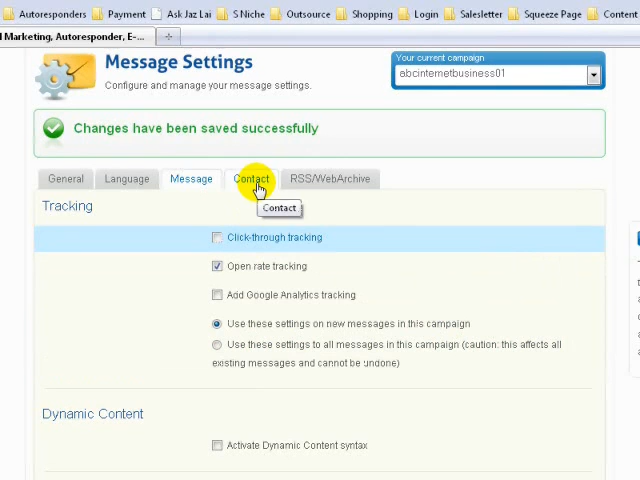 Autoresponders Payment Ask Jaz Lai S Niche Outsource Shopping Login Salesletter Squeeze Page Content
l Marketing, Autoresponder, E-...
Message Settings
Configure and manage your message settings.
Your current campaign
abcinternetbusiness01
Changes have been saved successfully
General Language Message Contact RSS/WebArchive
Contact
Tracking
Click-through tracking
Open rate tracking
Add Google Analytics tracking
Use these settings on new messages in this campaign
Use these settings to all messages in this campaign (caution: this affects all
existing messages and cannot be undone)
Dynamic Content
Activate Dynamic Content syntax